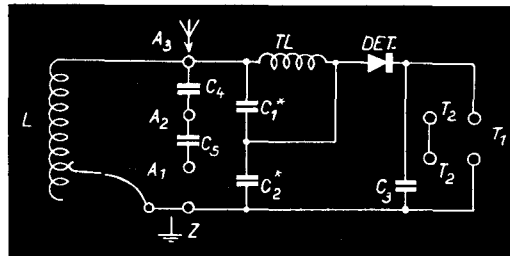 A₃
TL
DET.
C₄
L
A₂
C₁*
T₂
T₁
C₅
A₁
T₂
C₂*
C₃
Z